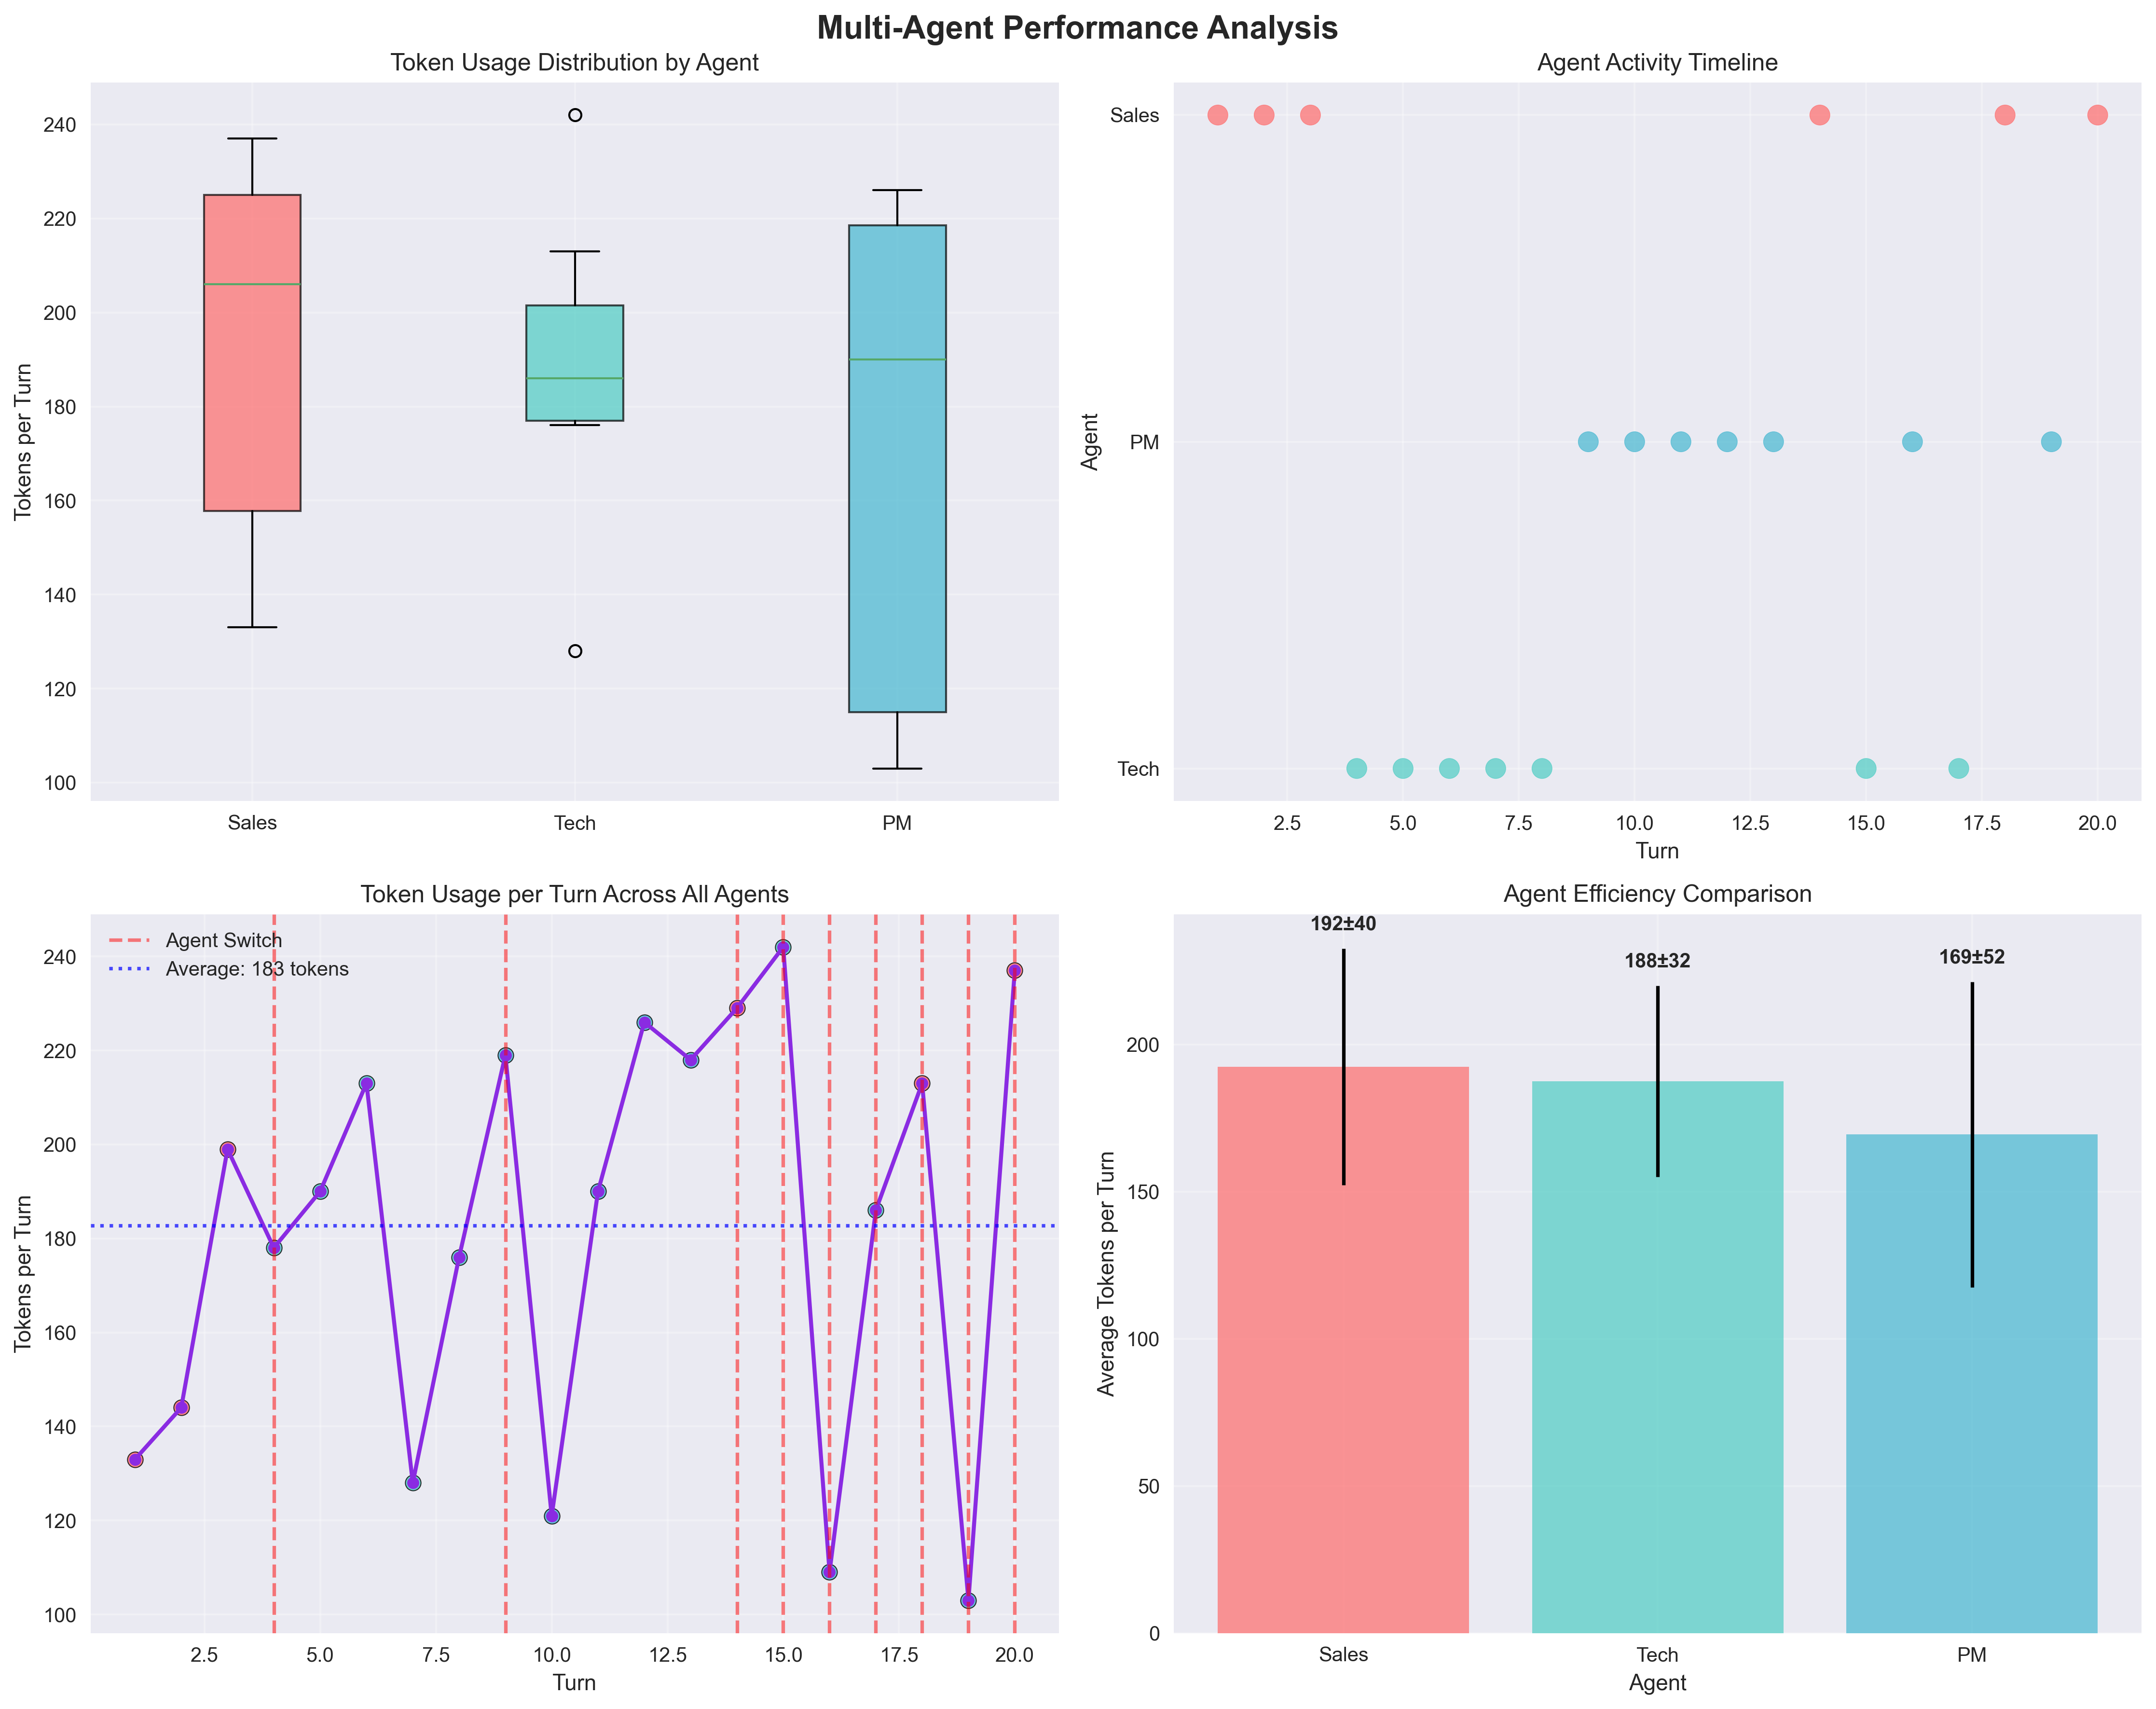 Multi-Agent Performance Analysis
Token Usage Distribution by Agent
Tokens per Turn
240
220
200
180
160
140
120
100
Sales Tech PM
Agent Activity Timeline
Agent
Sales
PM
Tech
2.5 5.0 7.5 10.0 12.5 15.0 17.5 20.0
Turn
Token Usage per Turn Across All Agents
Agent Switch
Average: 183 tokens
Tokens per Turn
240
220
200
180
160
140
120
100
2.5 5.0 7.5 10.0 12.5 15.0 17.5 20.0
Turn
Agent Efficiency Comparison
192±40 188±32 169±52
Average Tokens per Turn
200
150
100
50
0
Sales Tech PM
Agent